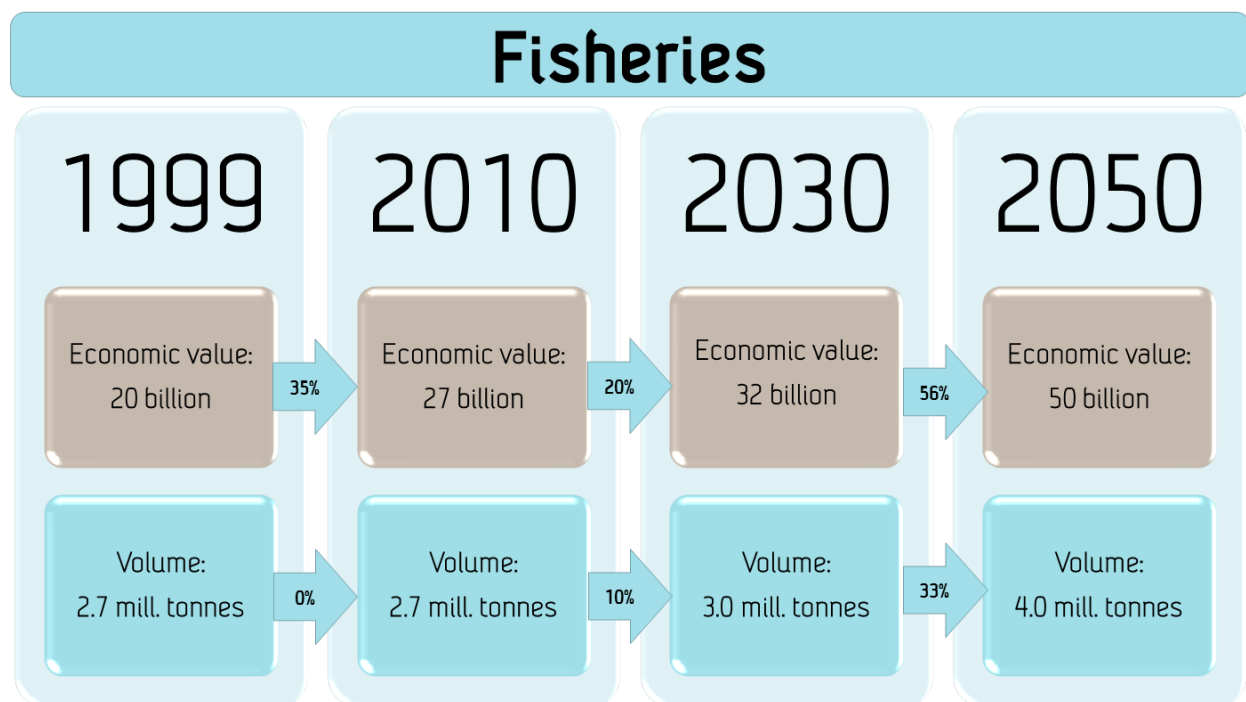 Fisheries
1999
2010
2030
2050
Economic value:
20 billion
35%
Economic value:
27 billion
20%
Economic value:
32 billion
56%
Economic value:
50 billion
Volume:
2.7 mill. tonnes
0%
Volume:
2.7 mill. tonnes
10%
Volume:
3.0 mill. tonnes
33%
Volume:
4.0 mill. tonnes